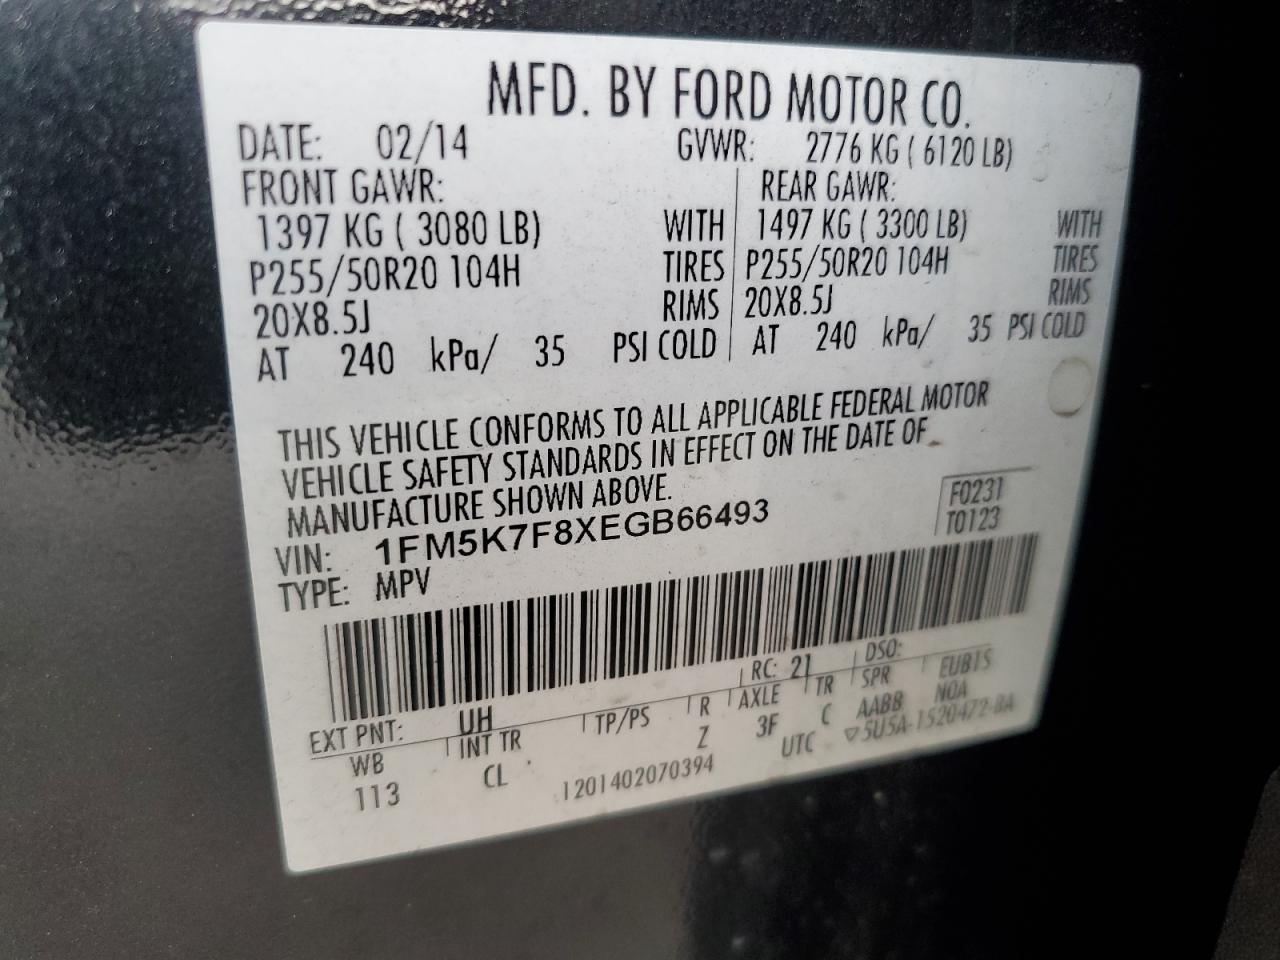 MFD. BY FORD MOTOR CO.
DATE: 02/14 GVWR: 2776 KG ( 6120 LB)
FRONT GAWR: REAR GAWR:
1397 KG ( 3080 LB) WITH 1497 KG ( 3300 LB) WITH
P255/50R20 104H TIRES P255/50R20 104H TIRES
20X8.5J RIMS 20X8.5J RIMS
AT 240 kPa/ 35 PSI COLD AT 240 kPa/ 35 PSI COLD
THIS VEHICLE CONFORMS TO ALL APPLICABLE FEDERAL MOTOR
VEHICLE SAFETY STANDARDS IN EFFECT ON THE DATE OF
MANUFACTURE SHOWN ABOVE.
F0231
VIN: 1FM5K7F8XEGB66493 T0123
TYPE: MPV
EXT PNT: UH RC: 21 DSO:
WB INT TR TP/PS R AXLE TR SPR EUB1S
113 CL Z 3F C AABB NOA
1201402070394 UTC ▽5U5A-1520472-BA